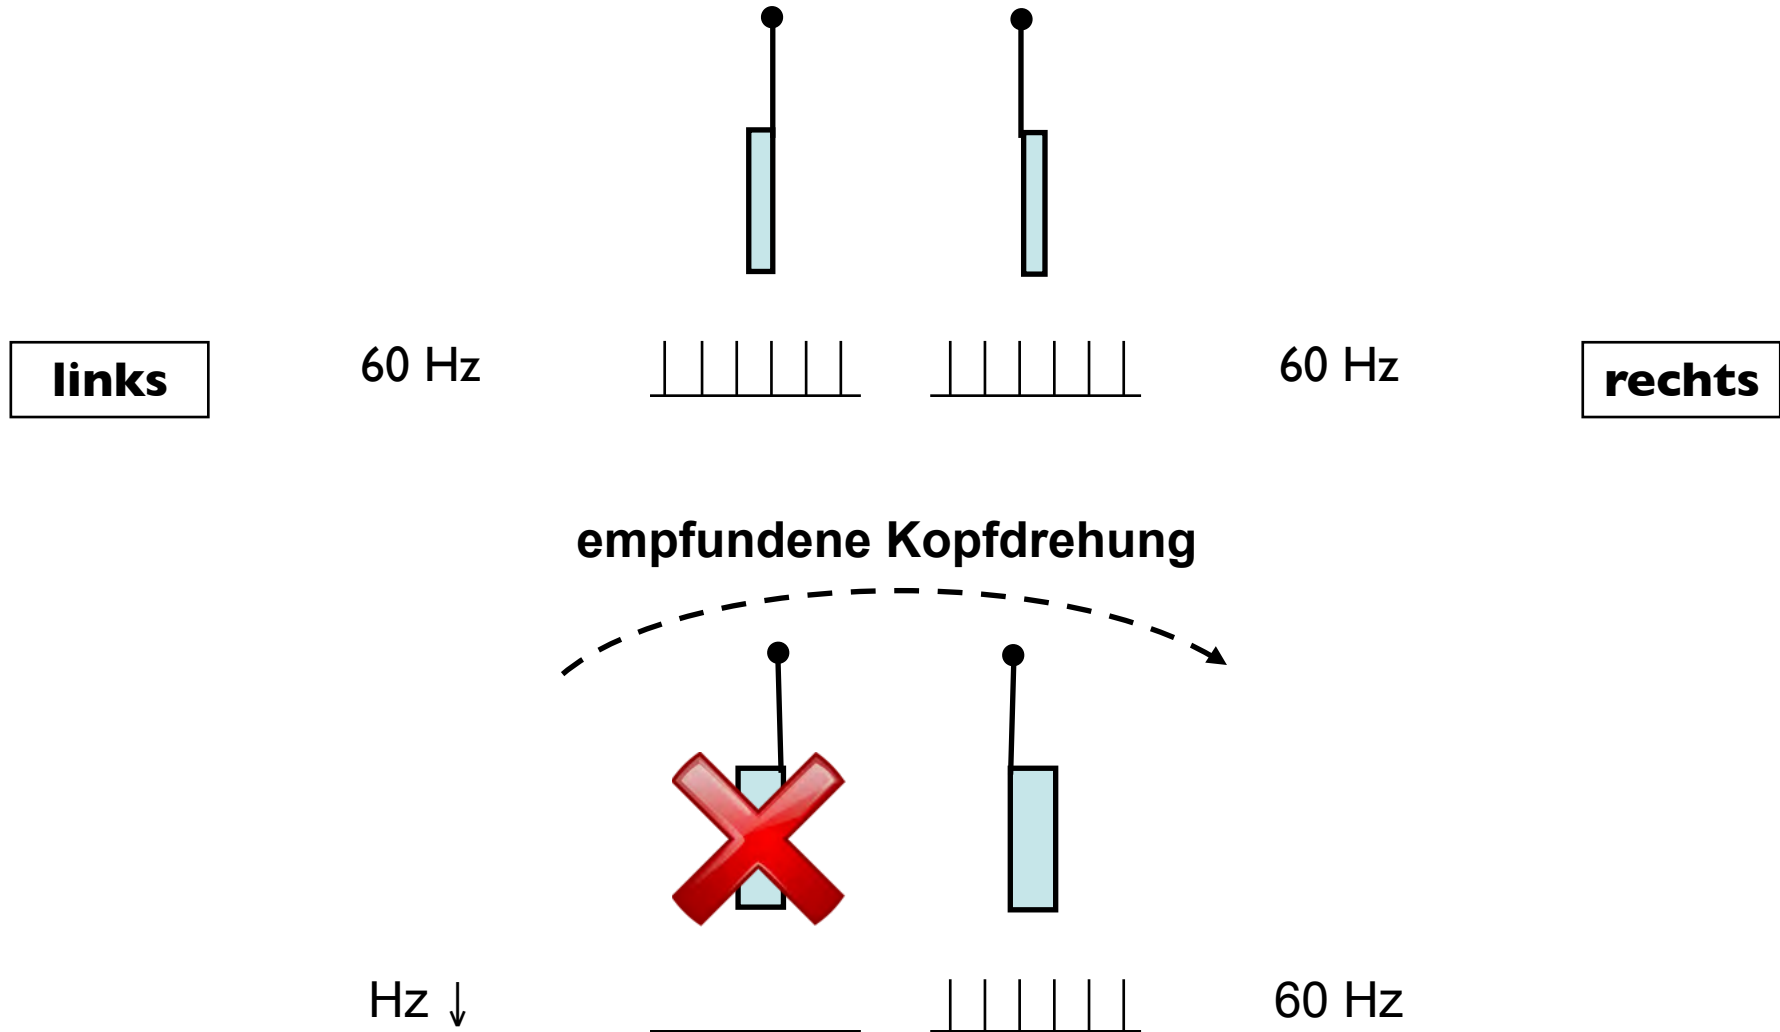 links
60 Hz
60 Hz
rechts
empfundene Kopfdrehung
Hz ↓
60 Hz